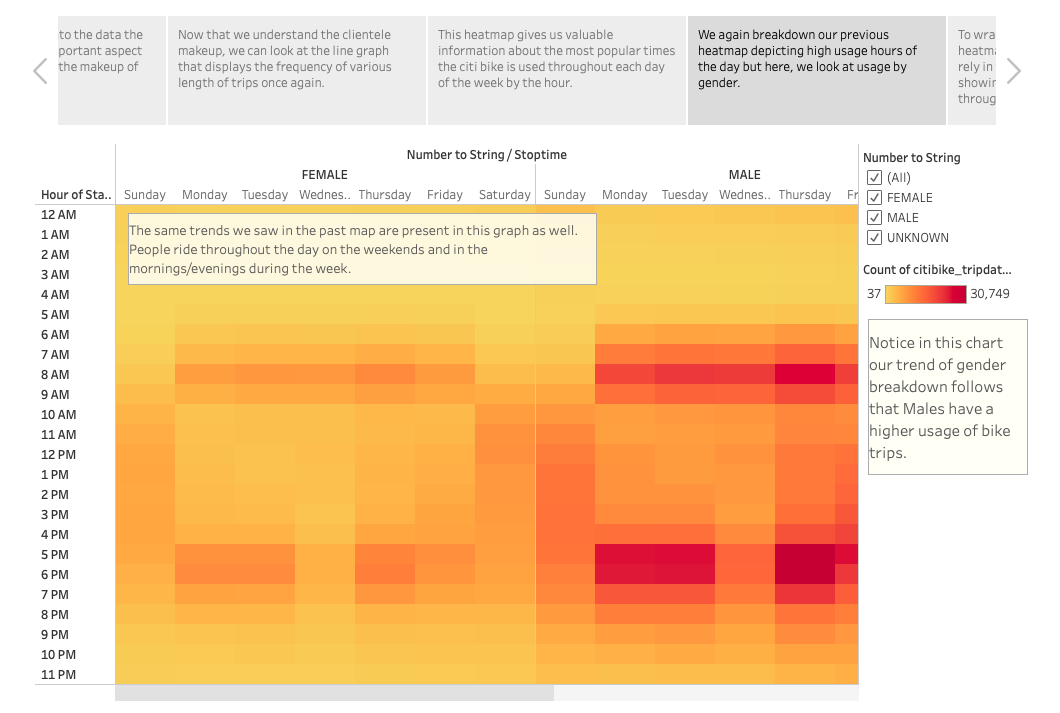 to the data the
portant aspect
the makeup of
Now that we understand the clientele
makeup, we can look at the line graph
that displays the frequency of various
length of trips once again.
This heatmap gives us valuable
information about the most popular times
the citi bike is used throughout each day
of the week by the hour.
We again breakdown our previous
heatmap depicting high usage hours of
the day but here, we look at usage by
gender.
To wra
heatma
rely in
showin
throug
Number to String / Stoptime
FEMALE MALE
Hour of Sta.. Sunday Monday Tuesday Wednes.. Thursday Friday Saturday Sunday Monday Tuesday Wednes.. Thursday Fr
12 AM
1 AM
2 AM
3 AM
4 AM
5 AM
6 AM
7 AM
8 AM
9 AM
10 AM
11 AM
12 PM
1 PM
2 PM
3 PM
4 PM
5 PM
6 PM
7 PM
8 PM
9 PM
10 PM
11 PM
The same trends we saw in the past map are present in this graph as well.
People ride throughout the day on the weekends and in the
mornings/evenings during the week.
Number to String
(All)
FEMALE
MALE
UNKNOWN
Count of citibike_tripdat...
37 30,749
Notice in this chart
our trend of gender
breakdown follows
that Males have a
higher usage of bike
trips.